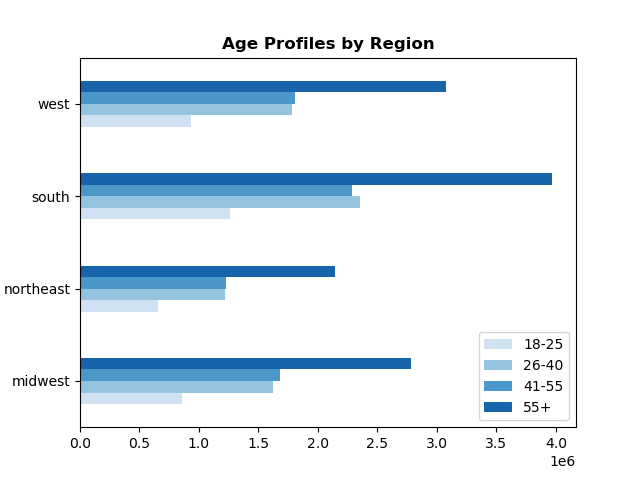 Age Profiles by Region
west
south
northeast
midwest
18-25
26-40
41-55
55+
0.0 0.5 1.0 1.5 2.0 2.5 3.0 3.5 4.0
1e6